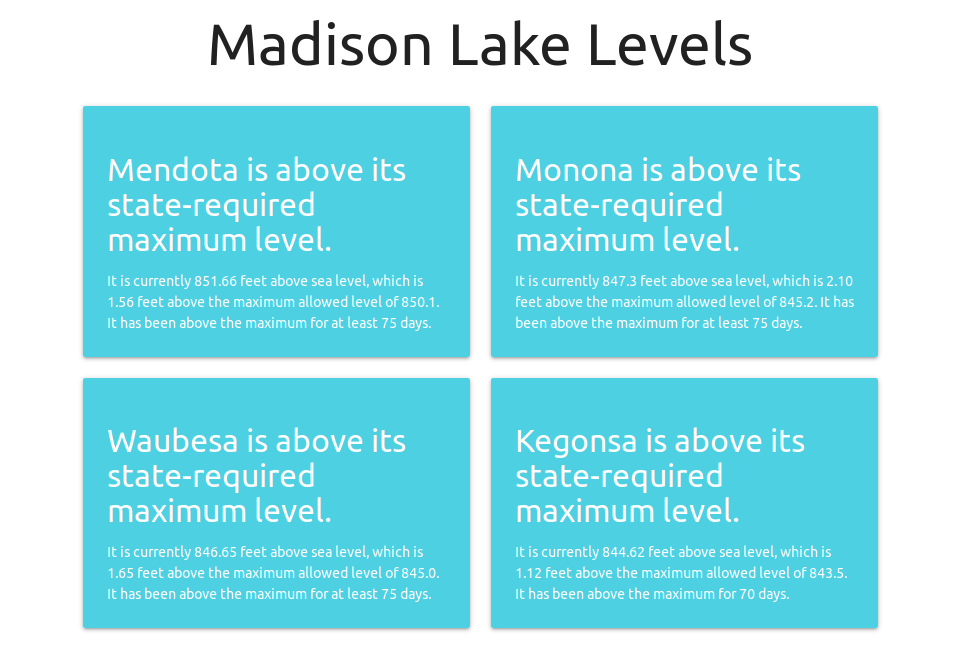 Madison Lake Levels
Mendota is above its
state-required
maximum level.
It is currently 851.66 feet above sea level, which is
1.56 feet above the maximum allowed level of 850.1.
It has been above the maximum for at least 75 days.
Monona is above its
state-required
maximum level.
It is currently 847.3 feet above sea level, which is 2.10
feet above the maximum allowed level of 845.2. It has
been above the maximum for at least 75 days.
Waubesa is above its
state-required
maximum level.
It is currently 846.65 feet above sea level, which is
1.65 feet above the maximum allowed level of 845.0.
It has been above the maximum for at least 75 days.
Kegonsa is above its
state-required
maximum level.
It is currently 844.62 feet above sea level, which is
1.12 feet above the maximum allowed level of 843.5.
It has been above the maximum for 70 days.